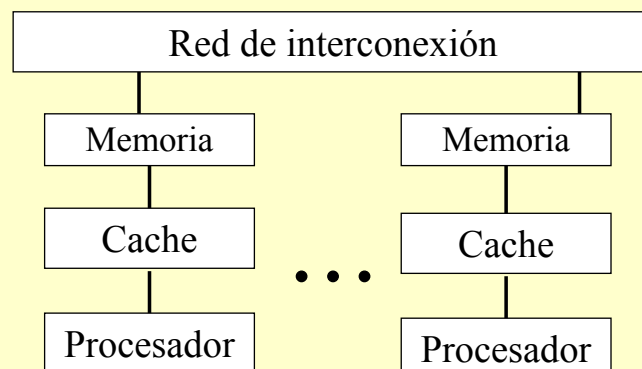 Red de interconexión
Memoria
Memoria
Cache
Cache
• • •
Procesador
Procesador